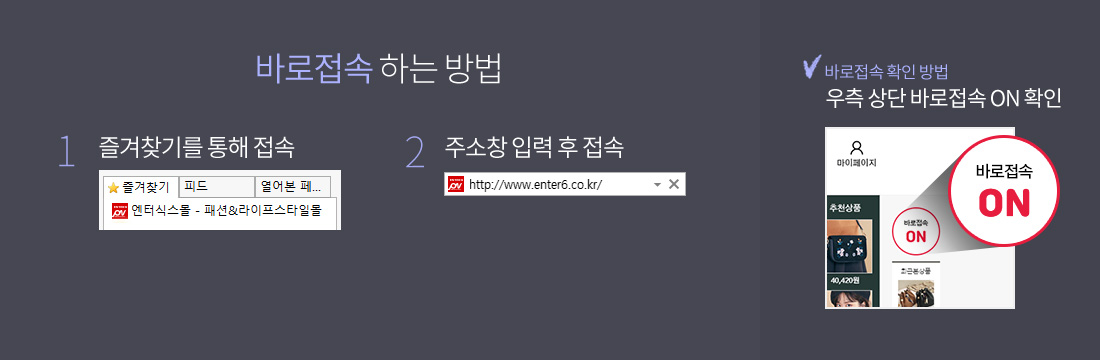 바로접속 하는 방법
1 즐겨찾기를 통해 접속
즐겨찾기 피드 열어본 페...
엔터식스몰 - 패션&라이프스타일몰
2 주소창 입력 후 접속
http://www.enter6.co.kr/
바로접속 확인 방법
우측 상단 바로접속 ON 확인
마이페이지
바로접속
ON
추천상품
바로접속
ON
최근본상품
40,420원